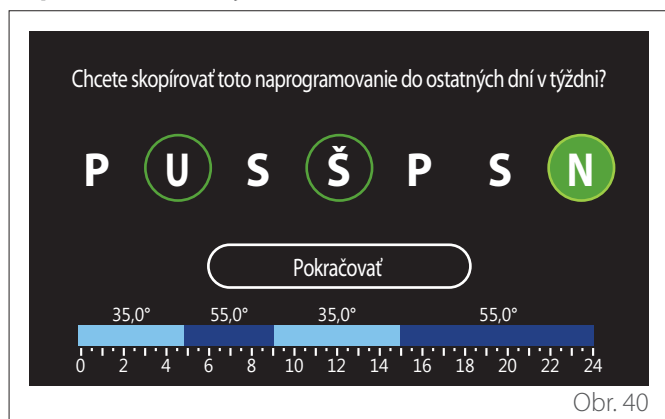 Chcete skopírovať toto naprogramovanie do ostatných dní v týždni?
P U S Š P S N
Pokračovať
35,0° 55,0° 35,0° 55,0°
0 2 4 6 8 10 12 14 16 18 20 22 24
Obr. 40